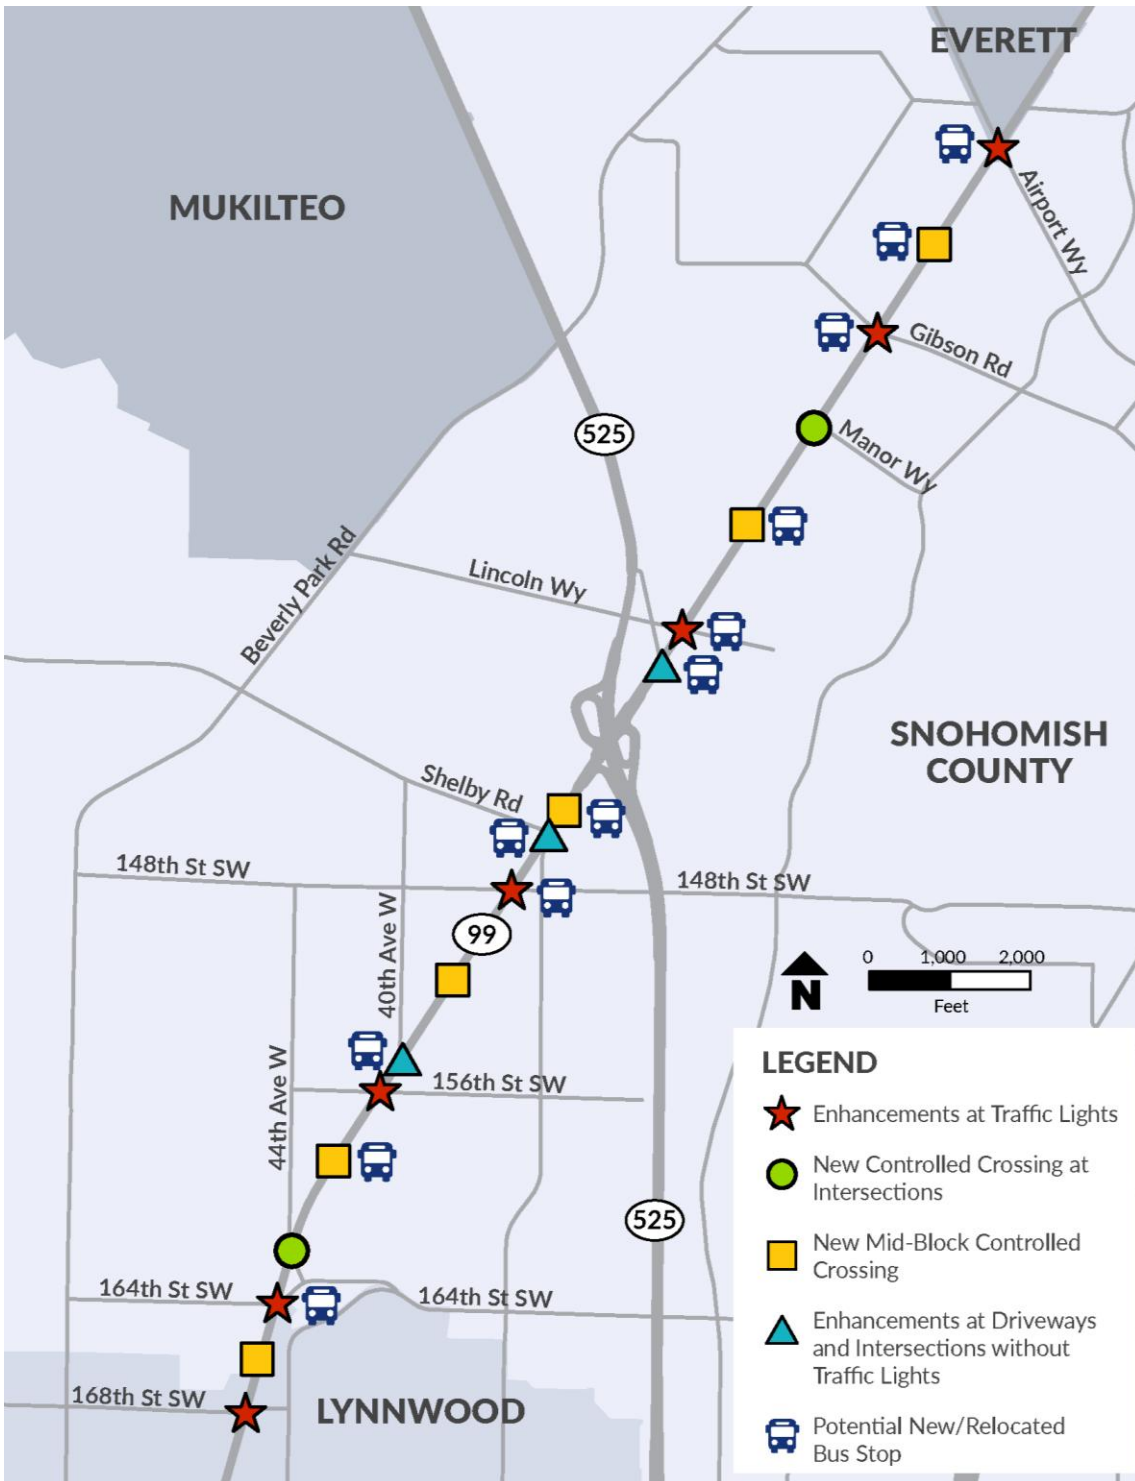 EVERETT
MUKILTEO
Airport Wy
Gibson Rd
525
Manor Wy
Beverly Park Rd
Lincoln Wy
SNOHOMISH
COUNTY
Shelby Rd
148th St SW
148th St SW
40th Ave W
99
0 1,000 2,000
Feet
N
44th Ave W
156th St SW
525
164th St SW
164th St SW
168th St SW
LYNNWOOD
LEGEND
Enhancements at Traffic Lights
New Controlled Crossing at
Intersections
New Mid-Block Controlled
Crossing
Enhancements at Driveways
and Intersections without
Traffic Lights
Potential New/Relocated
Bus Stop